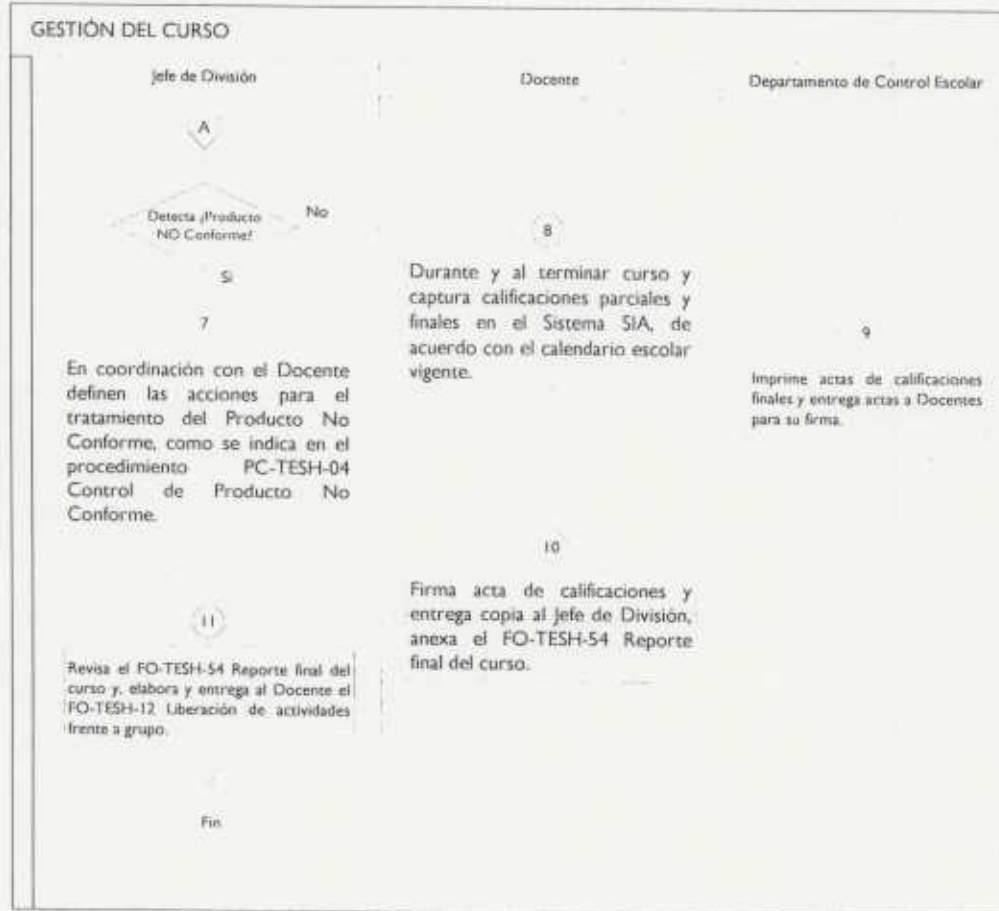 GESTIÓN DEL CURSO
Jefe de División
Docente
Departamento de Control Escolar
A
Detecta ¿Producto
NO Conforme?
No
Si
7
En coordinación con el Docente
definen las acciones para el
tratamiento del Producto No
Conforme, como se indica en el
procedimiento PC-TESH-04
Control de Producto No
Conforme.
8
Durante y al terminar curso y
captura calificaciones parciales y
finales en el Sistema SIA, de
acuerdo con el calendario escolar
vigente.
9
Imprime actas de calificaciones
finales y entrega actas a Docentes
para su firma.
10
Firma acta de calificaciones y
entrega copia al Jefe de División,
anexa el FO-TESH-54 Reporte
final del curso.
11
Revisa el FO-TESH-54 Reporte final del
curso y, elabora y entrega al Docente el
FO-TESH-12 Liberación de actividades
frente a grupo.
Fin